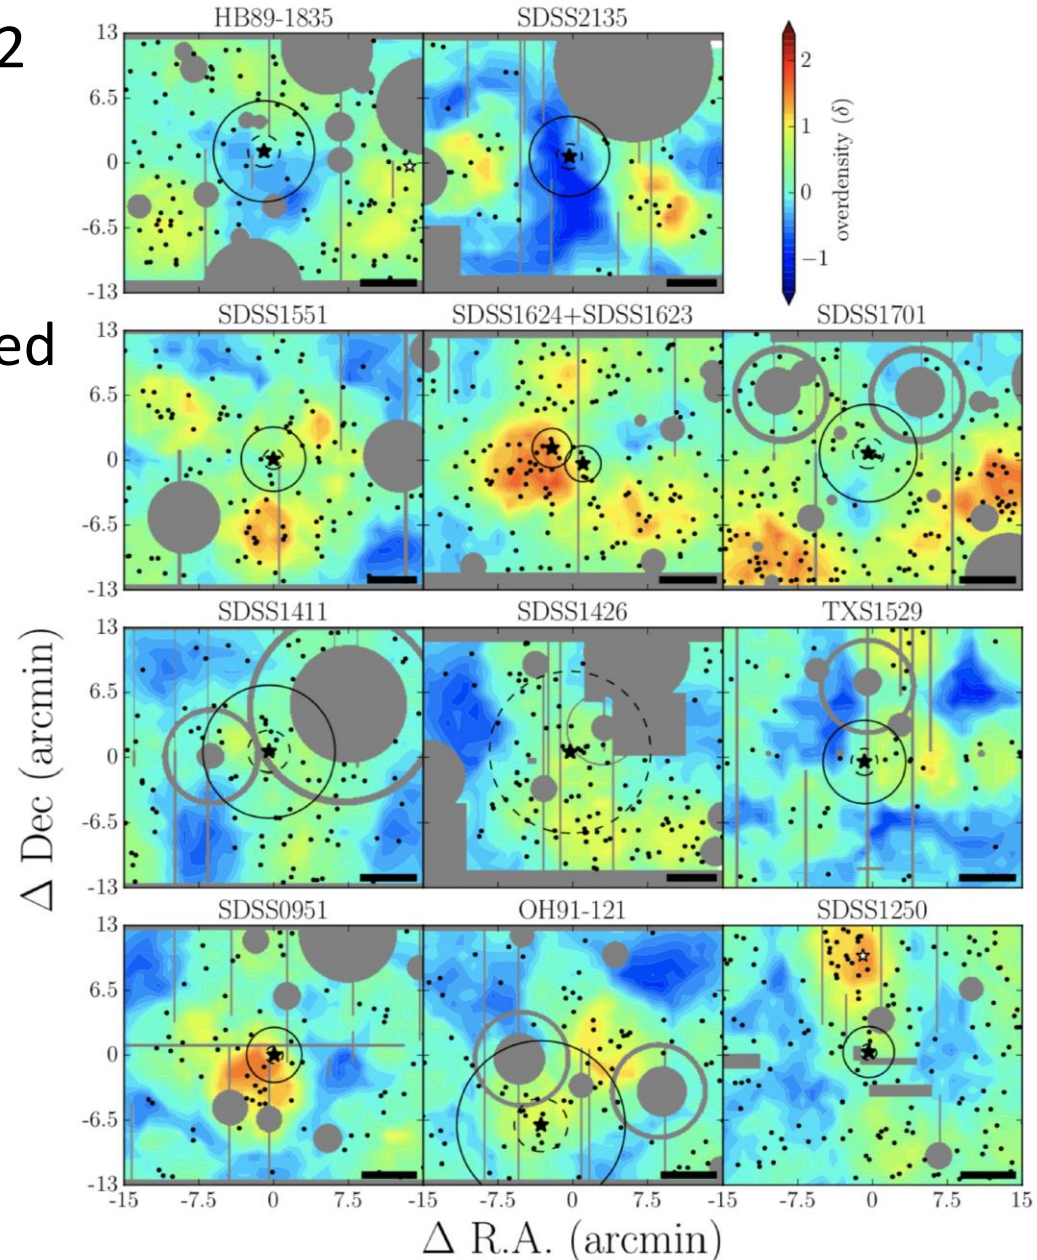 2
HB89-1835 SDSS2135
13
6.5
0
-6.5
-13
2
1
0
−1
overdensity (δ)
ed
SDSS1551 SDSS1624+SDSS1623 SDSS1701
13
6.5
0
-6.5
-13
SDSS1411 SDSS1426 TXS1529
13
6.5
0
-6.5
-13
SDSS0951 OH91-121 SDSS1250
13
6.5
0
-6.5
-13
-15 -7.5 0 7.5 -15 -7.5 0 7.5 -15 -7.5 0 7.5 15
Δ Dec (arcmin)
Δ R.A. (arcmin)